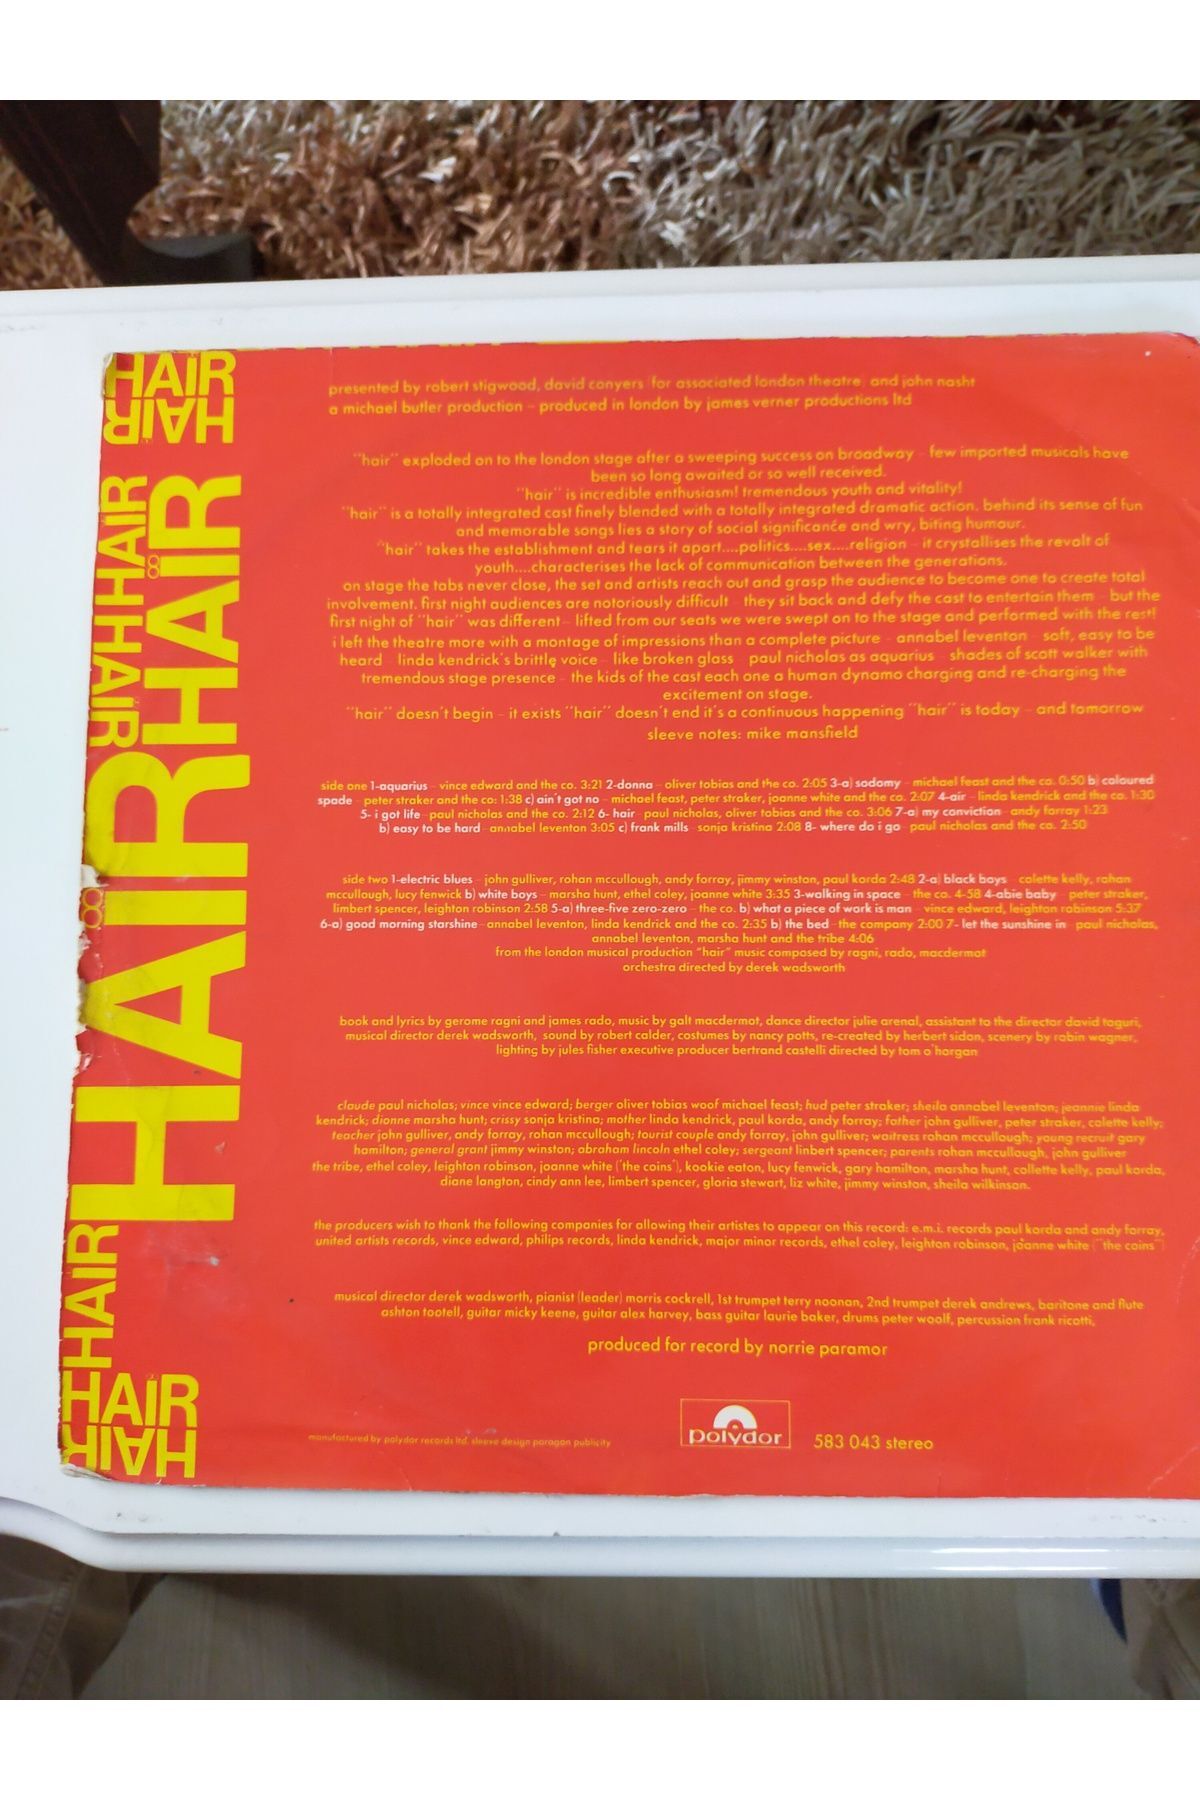 HAIR
HAIR
HAIR
HAIR
HAIR
HAIR
HAIR
HAIR
HAIR
presented by robert stigwood, david conyers (for associated london theatre) and john nasht
a michael butler production – produced in london by james verner productions ltd
"hair" exploded on to the london stage after a sweeping success on broadway – few imported musicals have
been so long awaited or so well received.
"hair" is incredible enthusiasm! tremendous youth and vitality!
"hair" is a totally integrated cast finely blended with a totally integrated dramatic action. behind its sense of fun
and memorable songs lies a story of social significance and wry, biting humour.
"hair" takes the establishment and tears it apart....politics....sex....religion – it crystallises the revolt of
youth....characterises the lack of communication between the generations.
on stage the tabs never close, the set and artists reach out and grasp the audience to become one to create total
involvement. first night audiences are notoriously difficult – they sit back and defy the cast to entertain them – but the
first night of "hair" was different – lifted from our seats we were swept on to the stage and performed with the rest!
i left the theatre more with a montage of impressions than a complete picture – annabel leventon – soft, easy to be
heard – linda kendrick's brittle voice – like broken glass – paul nicholas as aquarius – shades of scott walker with
tremendous stage presence – the kids of the cast each one a human dynamo charging and re-charging the
excitement on stage.
"hair" doesn't begin – it exists "hair" doesn't end it's a continuous happening "hair" is today – and tomorrow
sleeve notes: mike mansfield
side one 1-aquarius – vince edward and the co. 3:21 2-donna – oliver tobias and the co. 2:05 3-a) sodomy – michael feast and the co. 0:50 b) coloured
spade – peter straker and the co: 1:38 c) ain't got no – michael feast, peter straker, joanne white and the co. 2:07 4-air – linda kendrick and the co. 1:30
5- i got life – paul nicholas and the co. 2:12 6- hair – paul nicholas, oliver tobias and the co. 3:06 7-a) my conviction – andy forray 1:23
b) easy to be hard – annabel leventon 3:05 c) frank mills – sonja kristina 2:08 8- where do i go – paul nicholas and the co. 2:50
side two 1-electric blues – john gulliver, rohan mccullough, andy forray, jimmy winston, paul korda 2:48 2-a) black boys – colette kelly, rohan
mccullough, lucy fenwick b) white boys – marsha hunt, ethel coley, joanne white 3:35 3-walking in space – the co. 4-58 4-abie baby – peter straker,
limbert spencer, leighton robinson 2:58 5-a) three-five zero-zero – the co. b) what a piece of work is man – vince edward, leighton robinson 5:37
6-a) good morning starshine – annabel leventon, linda kendrick and the co. 2:35 b) the bed – the company 2:00 7- let the sunshine in – paul nicholas,
annabel leventon, marsha hunt and the tribe 4:06
from the london musical production "hair" music composed by ragni, rado, macdermot
orchestra directed by derek wadsworth
book and lyrics by gerome ragni and james rado, music by galt macdermot, dance director julie arenal, assistant to the director david toguri,
musical director derek wadsworth, sound by robert calder, costumes by nancy potts, re-created by herbert sidon, scenery by robin wagner,
lighting by jules fisher executive producer bertrand castelli directed by tom o'horgan
claude paul nicholas; vince vince edward; berger oliver tobias woof michael feast; hud peter straker; sheila annabel leventon; jeannie linda
kendrick; dionne marsha hunt; crissy sonja kristina; mother linda kendrick, paul korda, andy forray; father john gulliver, peter straker, colette kelly;
teacher john gulliver, andy forray, rohan mccullough; tourist couple andy forray, john gulliver; waitress rohan mccullough; young recruit gary
hamilton; general grant jimmy winston; abraham lincoln ethel coley; sergeant linbert spencer; parents rohan mccullough, john gulliver
the tribe, ethel coley, leighton robinson, joanne white ("the coins"), kookie eaton, lucy fenwick, gary hamilton, marsha hunt, collette kelly, paul korda,
diane langton, cindy ann lee, limbert spencer, gloria stewart, liz white, jimmy winston, sheila wilkinson.
the producers wish to thank the following companies for allowing their artistes to appear on this record: e.m.i. records paul korda and andy forray,
united artists records, vince edward, philips records, linda kendrick, major minor records, ethel coley, leighton robinson, joanne white ("the coins")
musical director derek wadsworth, pianist (leader) morris cockrell, 1st trumpet terry noonan, 2nd trumpet derek andrews, baritone and flute
ashton tootell, guitar micky keene, guitar alex harvey, bass guitar laurie baker, drums peter woolf, percussion frank ricotti,
produced for record by norrie paramor
manufactured by polydor records ltd. sleeve design paragon publicity
polydor
583 043 stereo